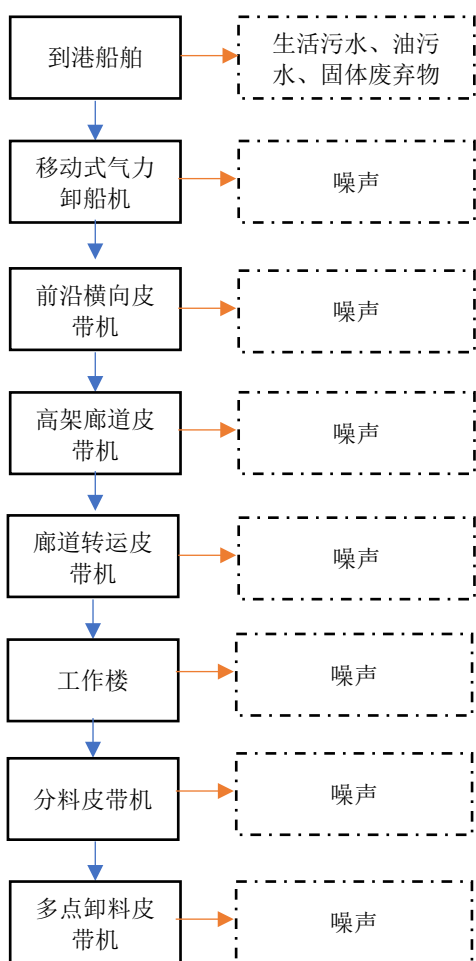 到港船舶
生活污水、油污
水、固体废弃物
移动式气力
卸船机
噪声
前沿横向皮
带机
噪声
高架廊道皮
带机
噪声
廊道转运皮
带机
噪声
工作楼
噪声
分料皮带机
噪声
多点卸料皮
带机
噪声